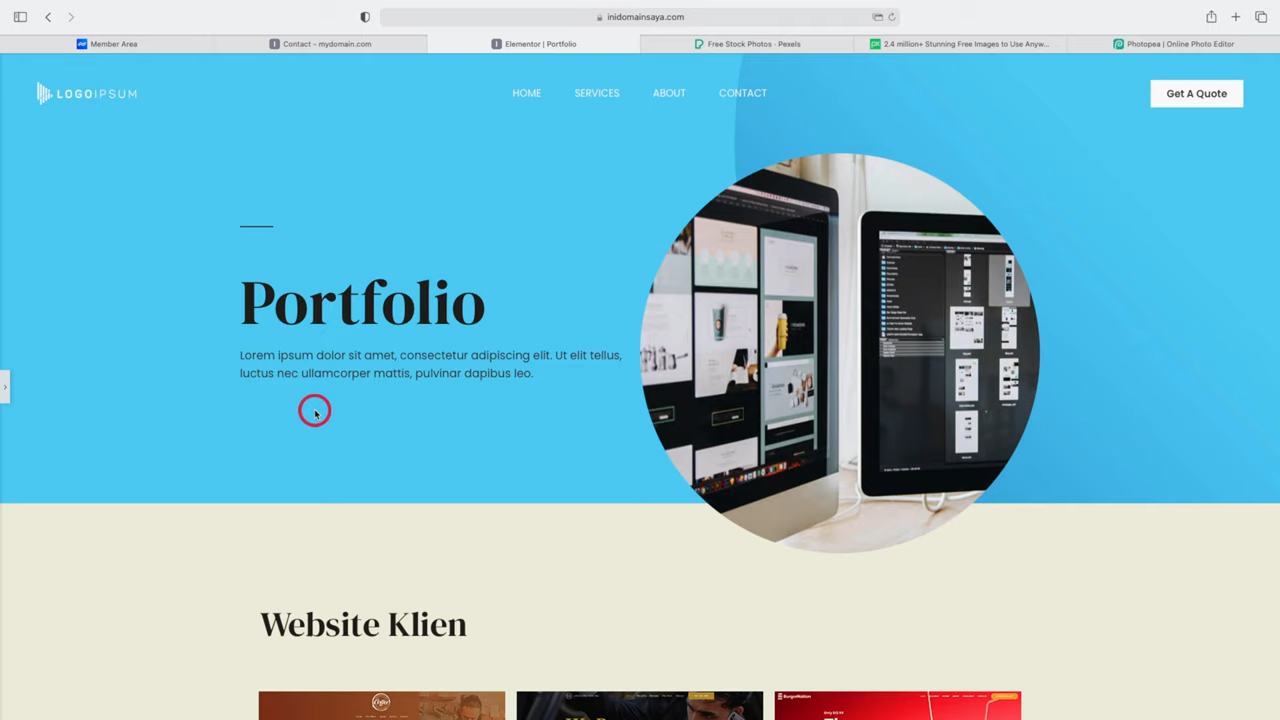 inidomainsaya.com
Member Area
Contact - mydomain.com
Elementor | Portfolio
Free Stock Photos - Pexels
2.4 million+ Stunning Free Images to Use Anyw...
Photopea | Online Photo Editor
LOGOIPSUM
HOME
SERVICES
ABOUT
CONTACT
Get A Quote
Portfolio
Lorem ipsum dolor sit amet, consectetur adipiscing elit. Ut elit tellus,
luctus nec ullamcorper mattis, pulvinar dapibus leo.
Website Klien